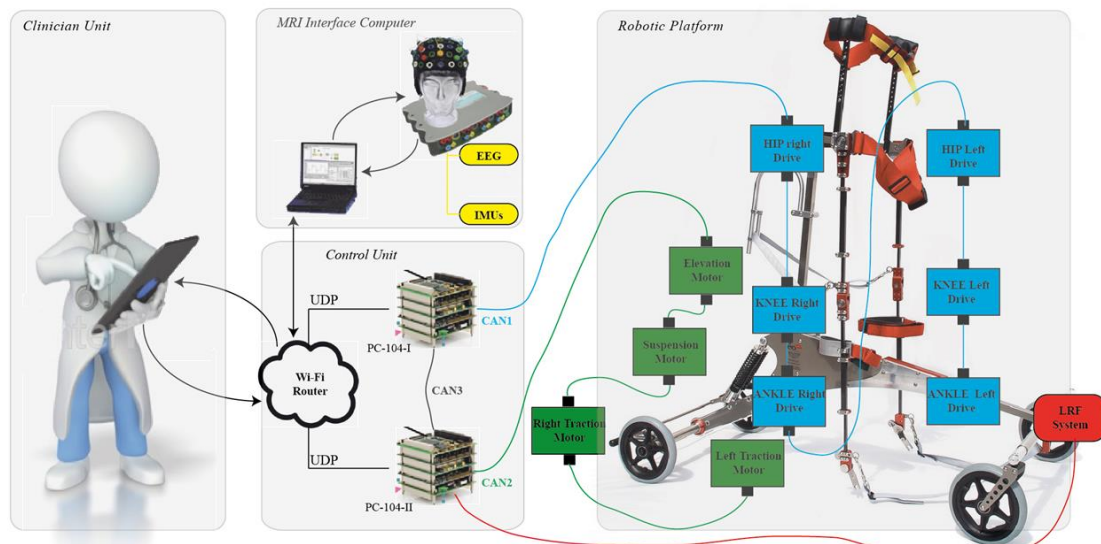 Clinician Unit
MRI Interface Computer
EEG
IMUs
Control Unit
UDP
CAN1
PC-104-I
Wi-Fi
Router
CAN3
UDP
CAN2
PC-104-II
Robotic Platform
HIP right
Drive
HIP Left
Drive
Elevation
Motor
KNEE Right
Drive
KNEE Left
Drive
Suspension
Motor
ANKLE Right
Drive
ANKLE Left
Drive
Right Traction
Motor
Left Traction
Motor
LRF
System